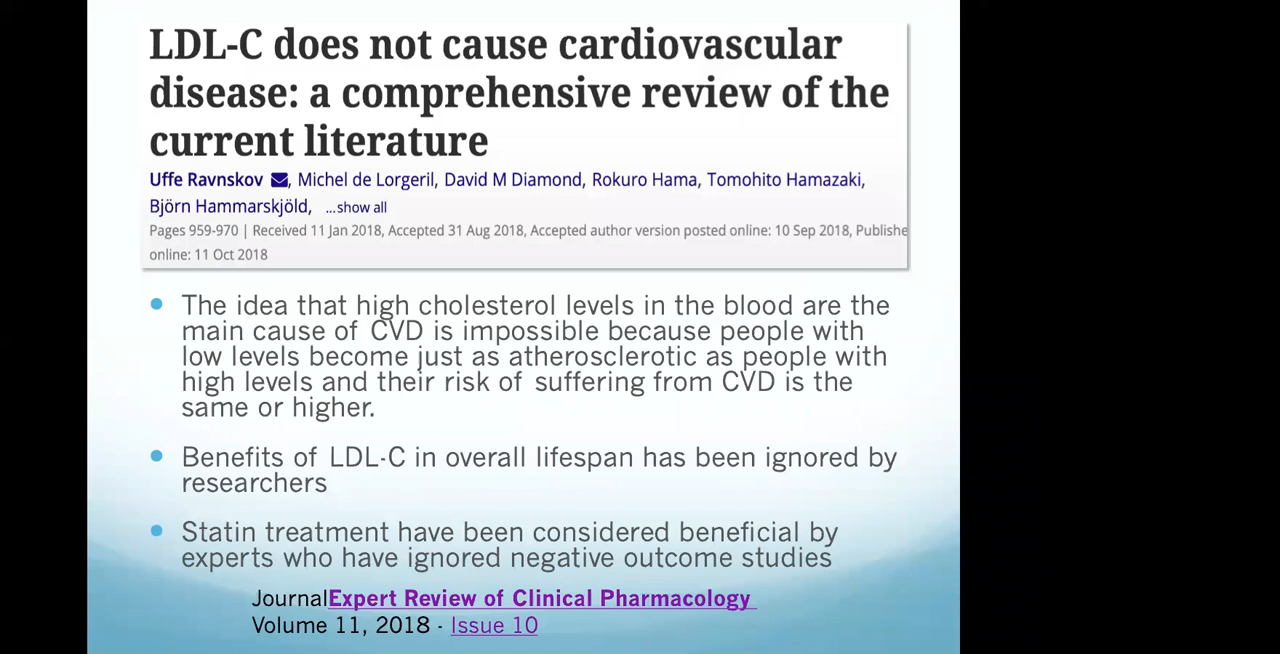 LDL-C does not cause cardiovascular
disease: a comprehensive review of the
current literature
Uffe Ravnskov, Michel de Lorgeril, David M Diamond, Rokuro Hama, Tomohito Hamazaki,
Björn Hammarskjöld, ...show all
Pages 959-970 | Received 11 Jan 2018, Accepted 31 Aug 2018, Accepted author version posted online: 10 Sep 2018, Publishe
online: 11 Oct 2018
• The idea that high cholesterol levels in the blood are the
main cause of CVD is impossible because people with
low levels become just as atherosclerotic as people with
high levels and their risk of suffering from CVD is the
same or higher.
• Benefits of LDL-C in overall lifespan has been ignored by
researchers
• Statin treatment have been considered beneficial by
experts who have ignored negative outcome studies
JournalExpert Review of Clinical Pharmacology
Volume 11, 2018 - Issue 10